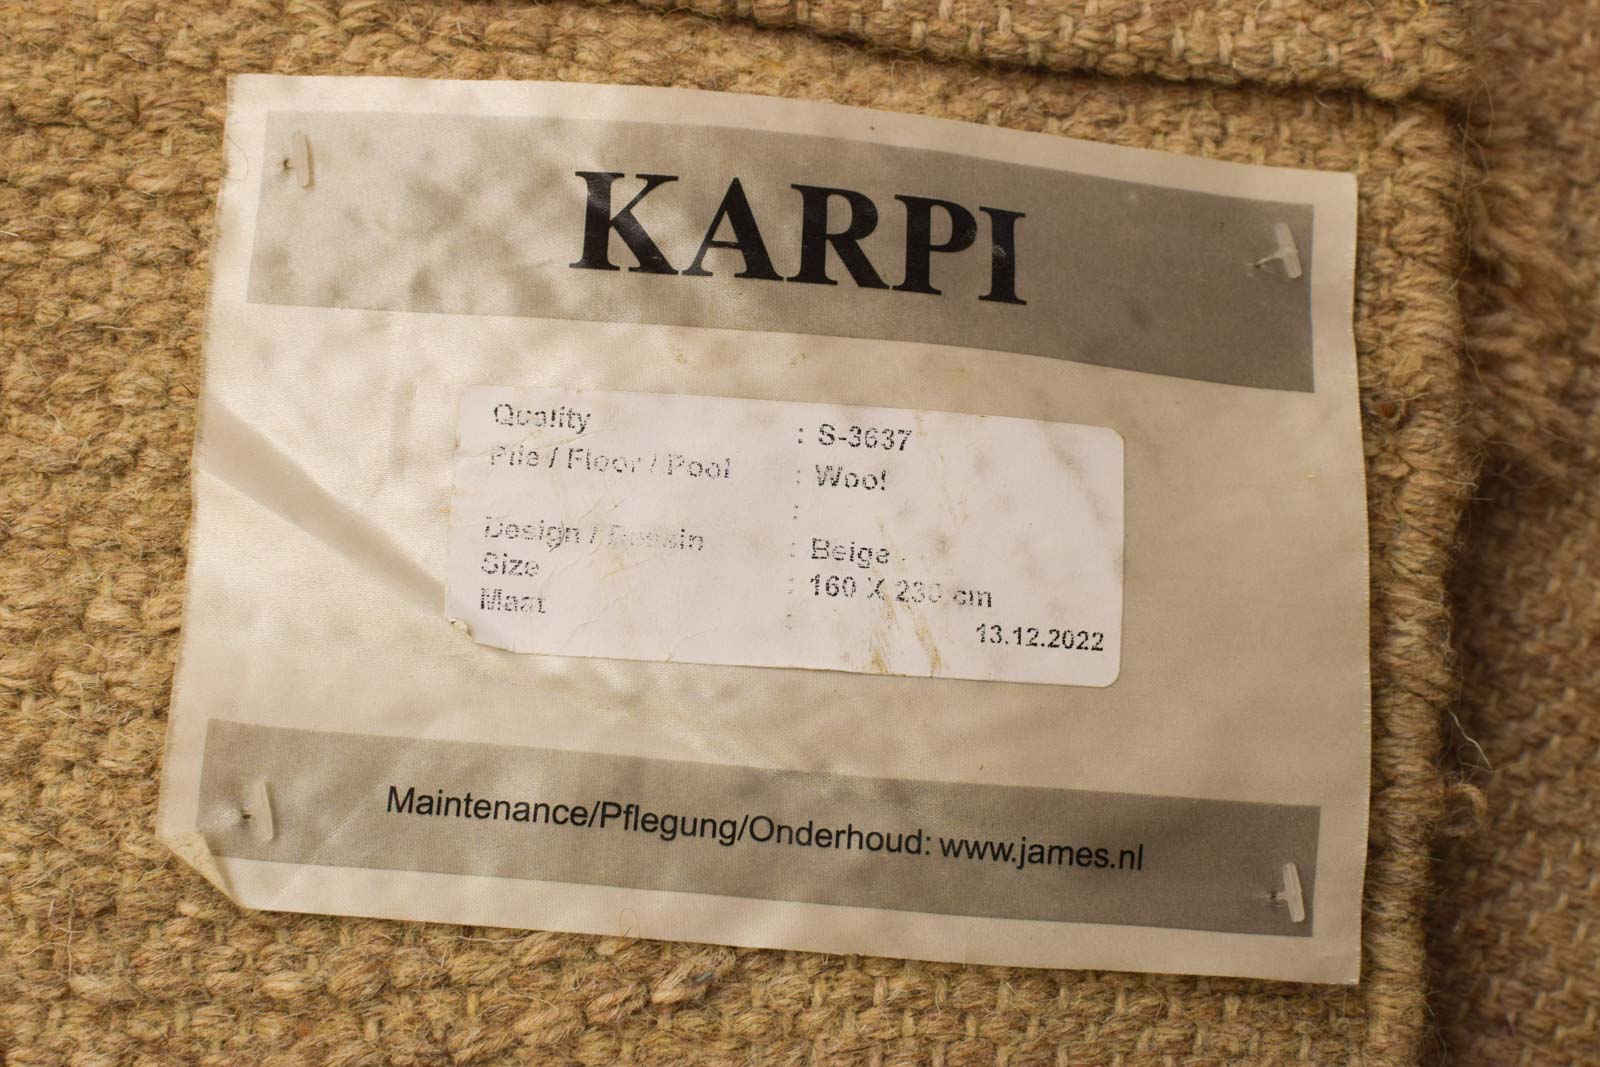 KARPI
Quality : S-3637
Pile / Floor / Pool : Wool
:
Design / Dessin : Beige
Size : 160 X 230 cm
Maat :
13.12.2022
Maintenance/Pflegung/Onderhoud: www.james.nl